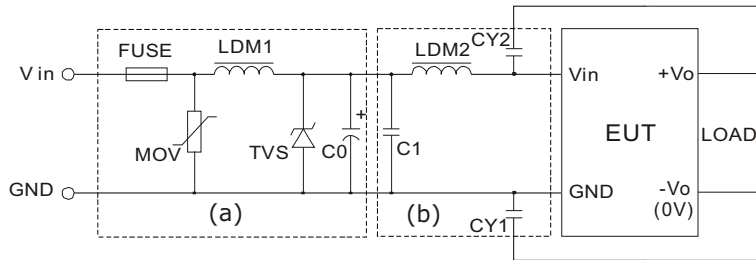 CY2
FUSE
LDM1
LDM2
V in
Vin
+Vo
MOV
TVS
+
C0
C1
EUT
LOAD
GND
(a)
(b)
CY1
GND
-Vo
(0V)